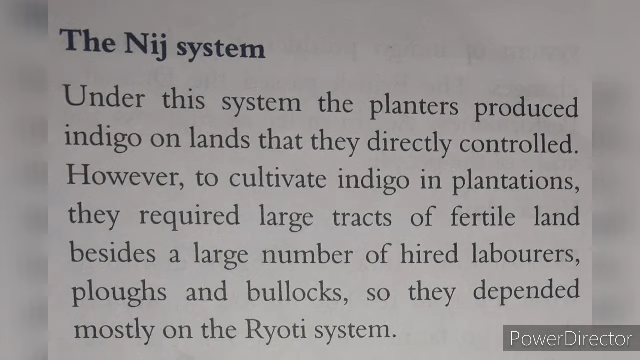 The Nij system
Under this system the planters produced
indigo on lands that they directly controlled.
However, to cultivate indigo in plantations,
they required large tracts of fertile land
besides a large number of hired labourers,
ploughs and bullocks, so they depended
mostly on the Ryoti system.
PowerDirector